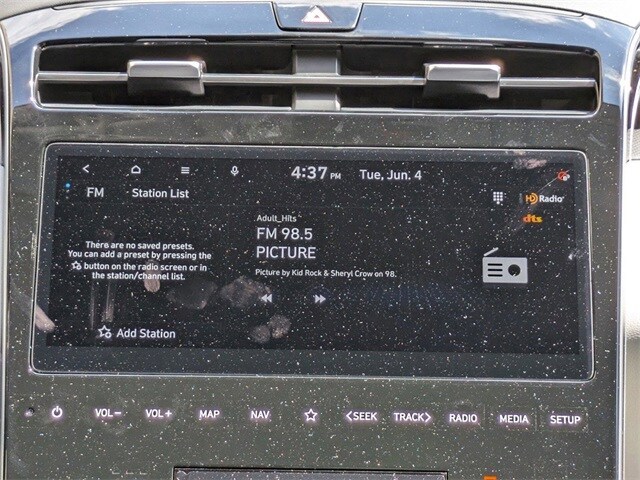 4:37 PM Tue, Jun. 4
FM Station List
HD Radio
dts
Adult_Hits
FM 98.5
PICTURE
Picture by Kid Rock & Sheryl Crow on 98.
There are no saved presets.
You can add a preset by pressing the
button on the radio screen or in
the station/channel list.
Add Station
VOL− VOL+ MAP NAV <SEEK TRACK> RADIO MEDIA SETUP